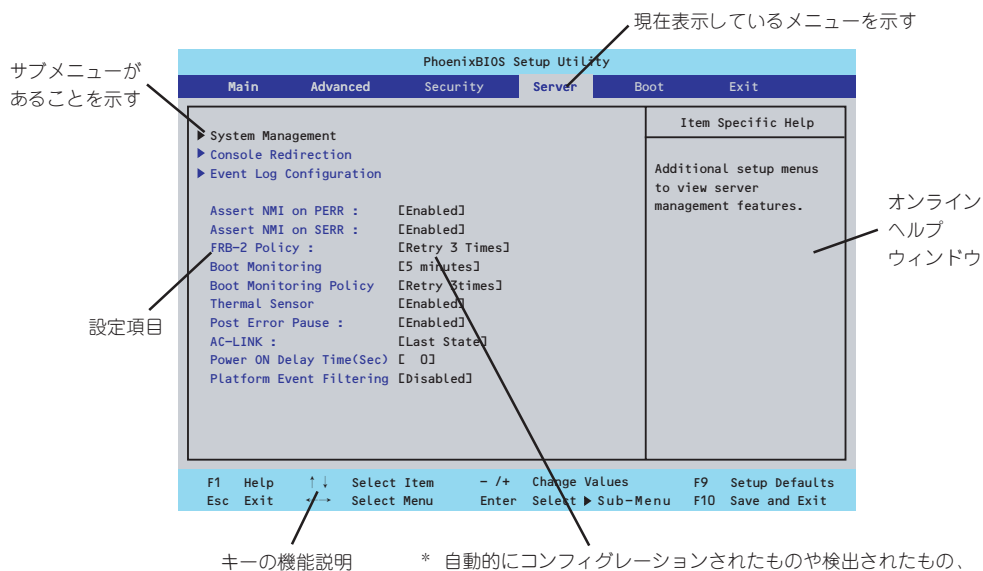 現在表示しているメニューを示す
サブメニューが
あることを示す
PhoenixBIOS Setup Utility
Main Advanced Security Server Boot Exit
Item Specific Help
▶ System Management
▶ Console Redirection
▶ Event Log Configuration
Additional setup menus
to view server
management features.
Assert NMI on PERR : [Enabled]
Assert NMI on SERR : [Enabled]
FRB-2 Policy : [Retry 3 Times]
Boot Monitoring [5 minutes]
Boot Monitoring Policy [Retry 3times]
Thermal Sensor [Enabled]
Post Error Pause : [Enabled]
AC-LINK : [Last State]
Power ON Delay Time(Sec) [ 0]
Platform Event Filtering [Disabled]
オンライン
ヘルプ
ウィンドウ
設定項目
F1 Help ↑↓ Select Item - /+ Change Values F9 Setup Defaults
Esc Exit ←→ Select Menu Enter Select ▶ Sub-Menu F10 Save and Exit
キーの機能説明
* 自動的にコンフィグレーションされたものや検出されたもの、